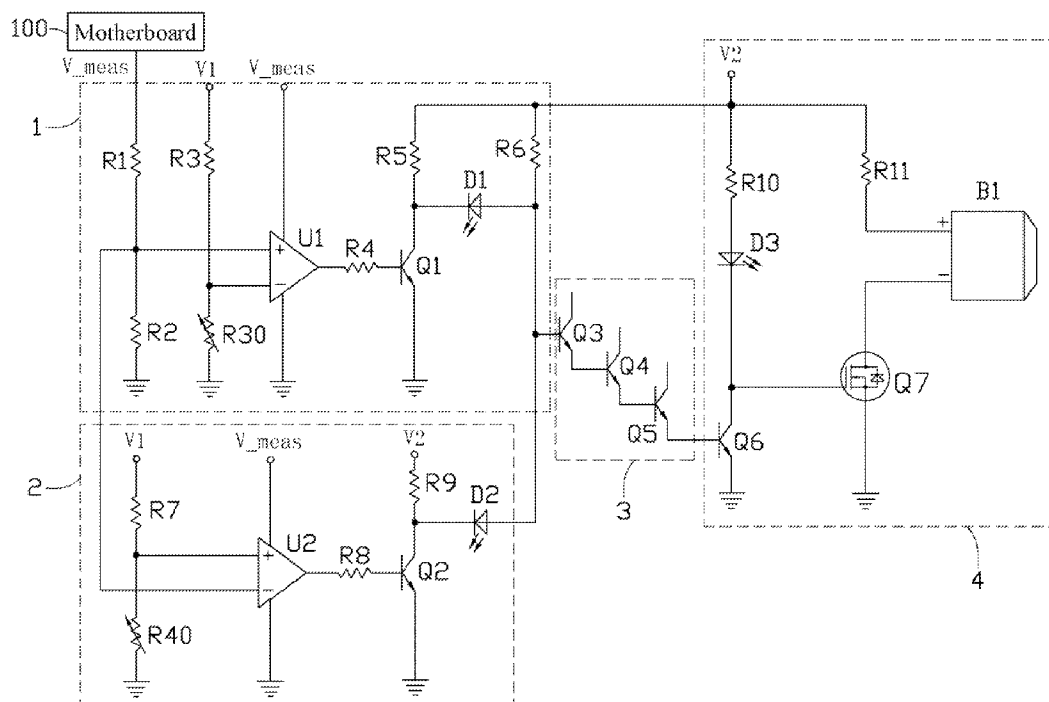 100
Motherboard
V_meas
V1
V_meas
V2
1
R1
R3
R5
R6
R10
R11
B1
D1
+
U1
R4
Q1
D3
+
−
−
R2
R30
Q3
Q4
Q5
Q7
Q6
V1
V_meas
V2
2
R7
R9
D2
3
U2
+
R8
Q2
−
4
R40